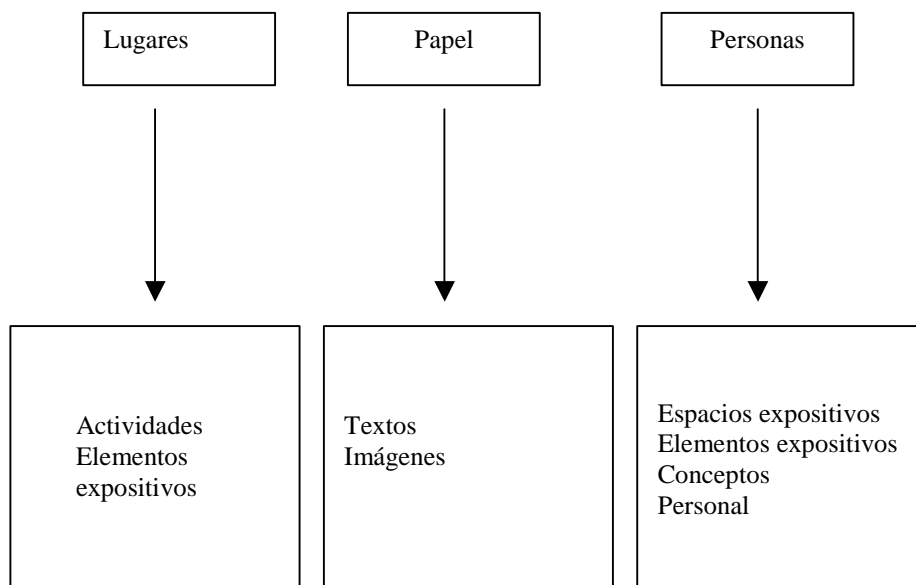 Lugares
Papel
Personas
Actividades
Elementos
expositivos
Textos
Imágenes
Espacios expositivos
Elementos expositivos
Conceptos
Personal